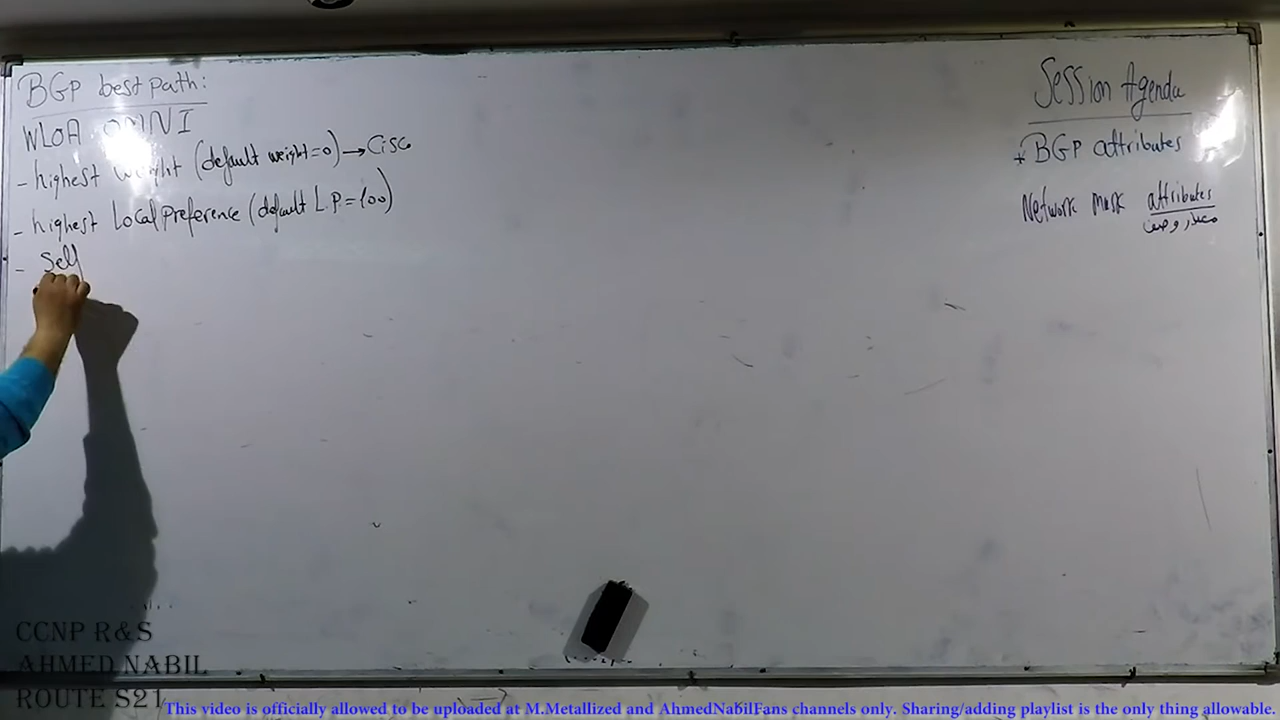 BGP best path:
WLOA OMNI
- highest weight (default weight=0) → Cisco
- highest Local preference (default L.P = 100)
- Self
Session Agenda
* BGP attributes
Network mask attributes
CCNP R&S
AHMED NABIL
ROUTE S21
This video is officially allowed to be uploaded at M.Metallized and AhmedNabilFans channels only. Sharing/adding playlist is the only thing allowable.